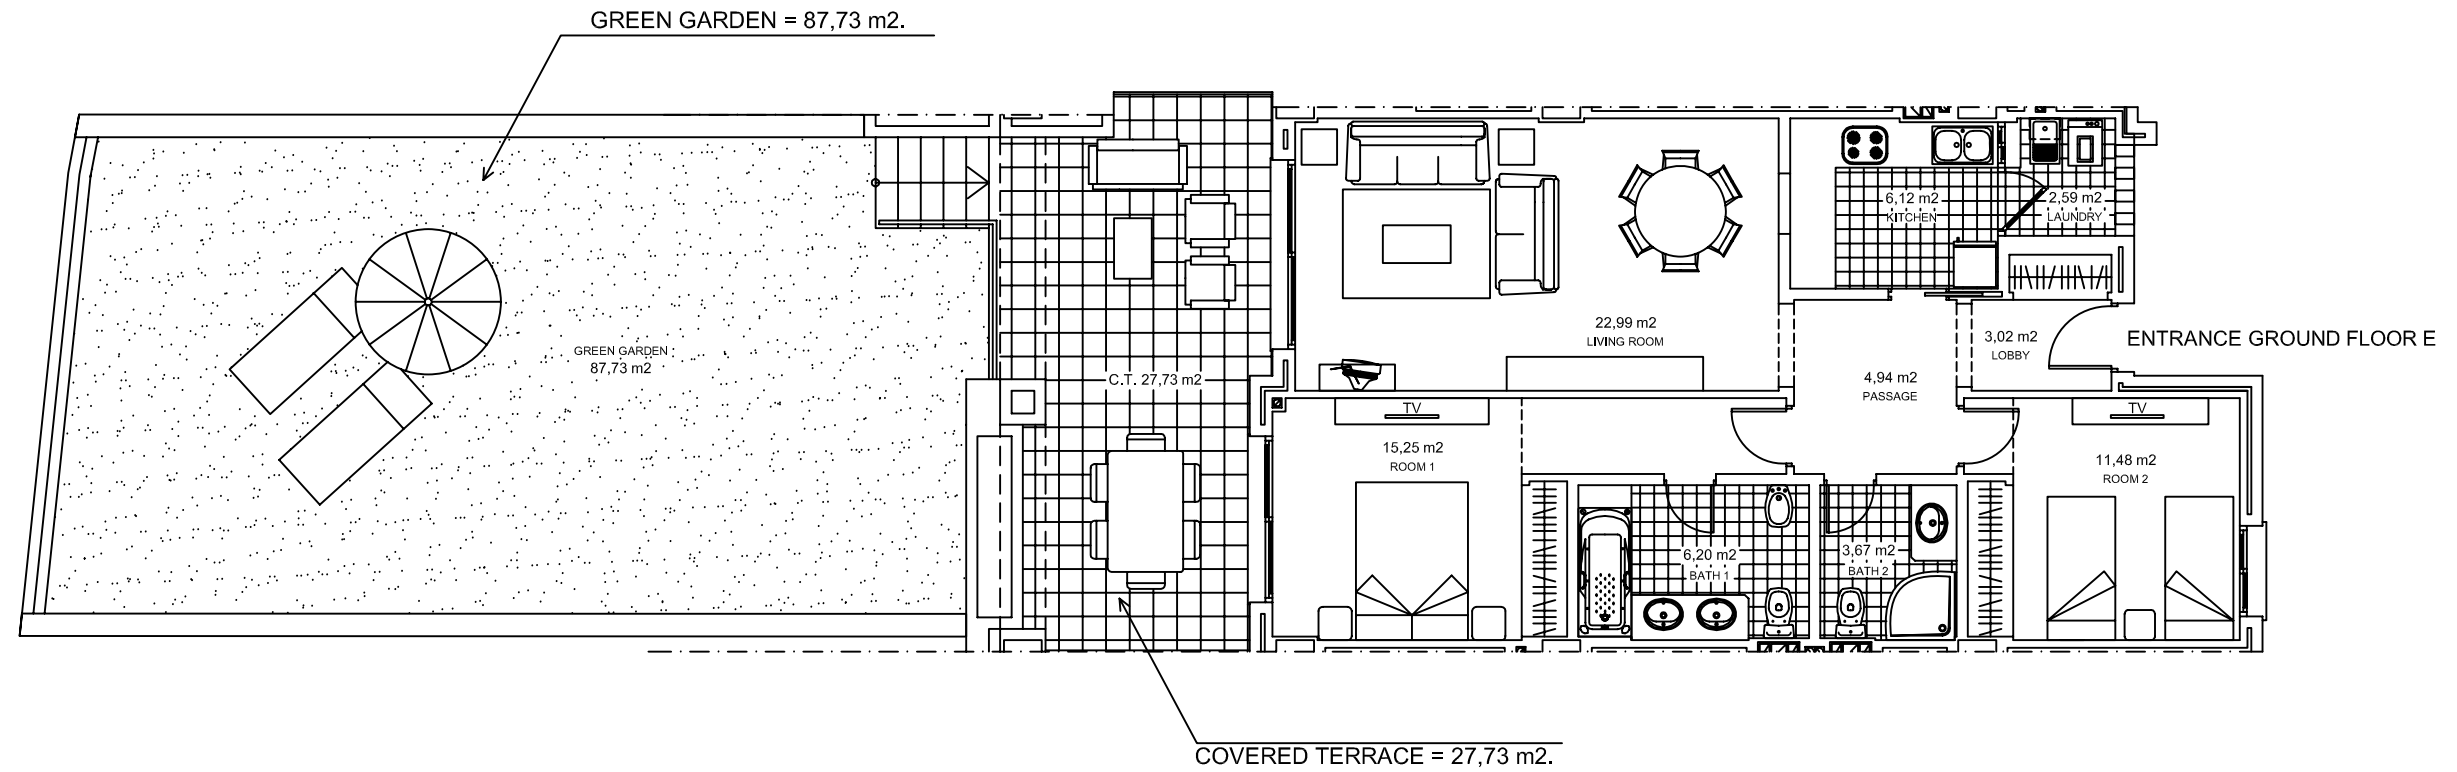 GREEN GARDEN = 87,73 m2.
GREEN GARDEN
87,73 m2
C.T. 27,73 m2
22,99 m2
LIVING ROOM
6,12 m2
KITCHEN
2,59 m2
LAUNDRY
3,02 m2
LOBBY
ENTRANCE GROUND FLOOR E
4,94 m2
PASSAGE
TV
15,25 m2
ROOM 1
TV
11,48 m2
ROOM 2
6,20 m2
BATH 1
3,67 m2
BATH 2
COVERED TERRACE = 27,73 m2.